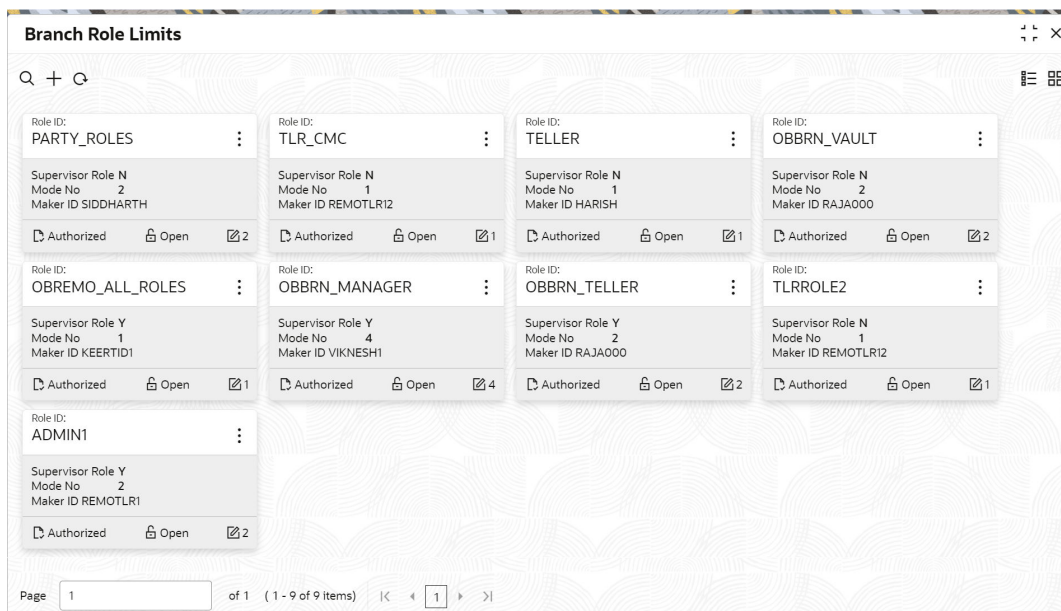 Branch Role Limits
Role ID:
PARTY_ROLES
Supervisor Role N
Mode No 2
Maker ID SIDDHARTH
Authorized Open 2
Role ID:
TLR_CMC
Supervisor Role N
Mode No 1
Maker ID REMOTLR12
Authorized Open 1
Role ID:
TELLER
Supervisor Role N
Mode No 1
Maker ID HARISH
Authorized Open 1
Role ID:
OBBRN_VAULT
Supervisor Role N
Mode No 2
Maker ID RAJA000
Authorized Open 2
Role ID:
OBREMO_ALL_ROLES
Supervisor Role Y
Mode No 1
Maker ID KEERTID1
Authorized Open 1
Role ID:
OBBRN_MANAGER
Supervisor Role Y
Mode No 4
Maker ID VIKNESH1
Authorized Open 4
Role ID:
OBBRN_TELLER
Supervisor Role Y
Mode No 2
Maker ID RAJA000
Authorized Open 2
Role ID:
TLRROLE2
Supervisor Role N
Mode No 1
Maker ID REMOTLR12
Authorized Open 1
Role ID:
ADMIN1
Supervisor Role Y
Mode No 2
Maker ID REMOTLR1
Authorized Open 2
Page 1 of 1 ( 1 - 9 of 9 items) 1